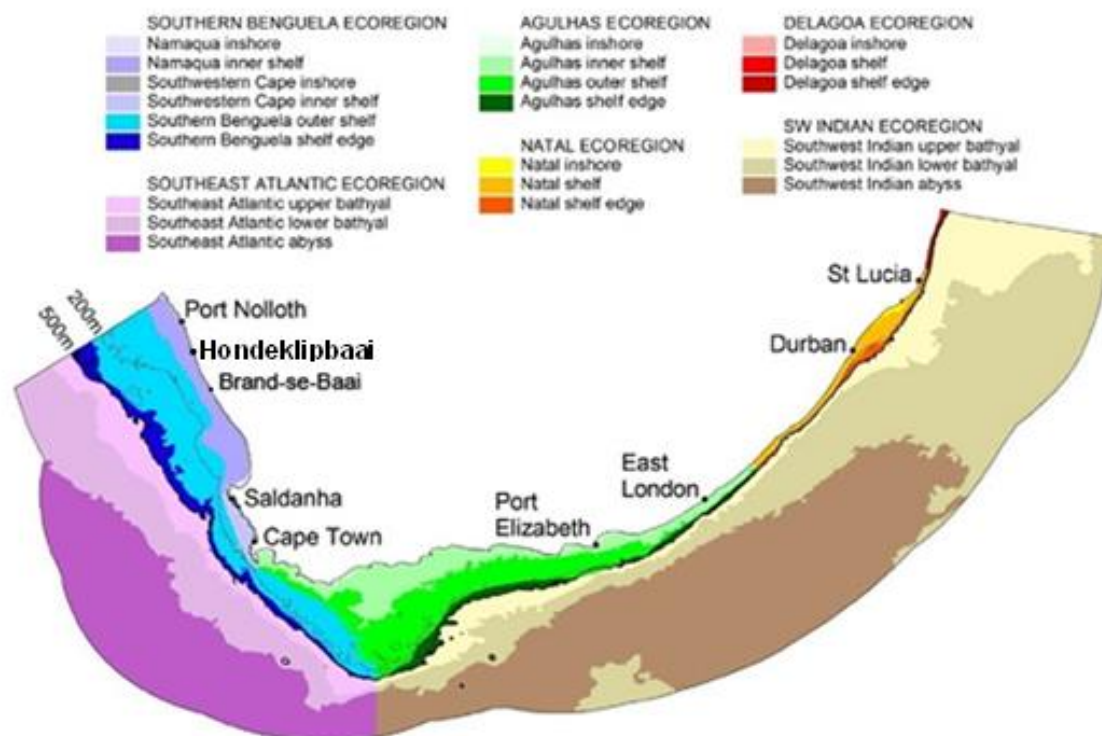 SOUTHERN BENGUELA ECOREGION
Namaqua inshore
Namaqua inner shelf
Southwestern Cape inshore
Southwestern Cape inner shelf
Southern Benguela outer shelf
Southern Benguela shelf edge
SOUTHEAST ATLANTIC ECOREGION
Southeast Atlantic upper bathyal
Southeast Atlantic lower bathyal
Southeast Atlantic abyss
AGULHAS ECOREGION
Agulhas inshore
Agulhas inner shelf
Agulhas outer shelf
Agulhas shelf edge
NATAL ECOREGION
Natal inshore
Natal shelf
Natal shelf edge
DELAGOA ECOREGION
Delagoa inshore
Delagoa shelf
Delagoa shelf edge
SW INDIAN ECOREGION
Southwest Indian upper bathyal
Southwest Indian lower bathyal
Southwest Indian abyss
200m
500m
Port Nolloth
Hondeklipbaai
Brand-se-Baai
Saldanha
Cape Town
Port
Elizabeth
East
London
Durban
St Lucia